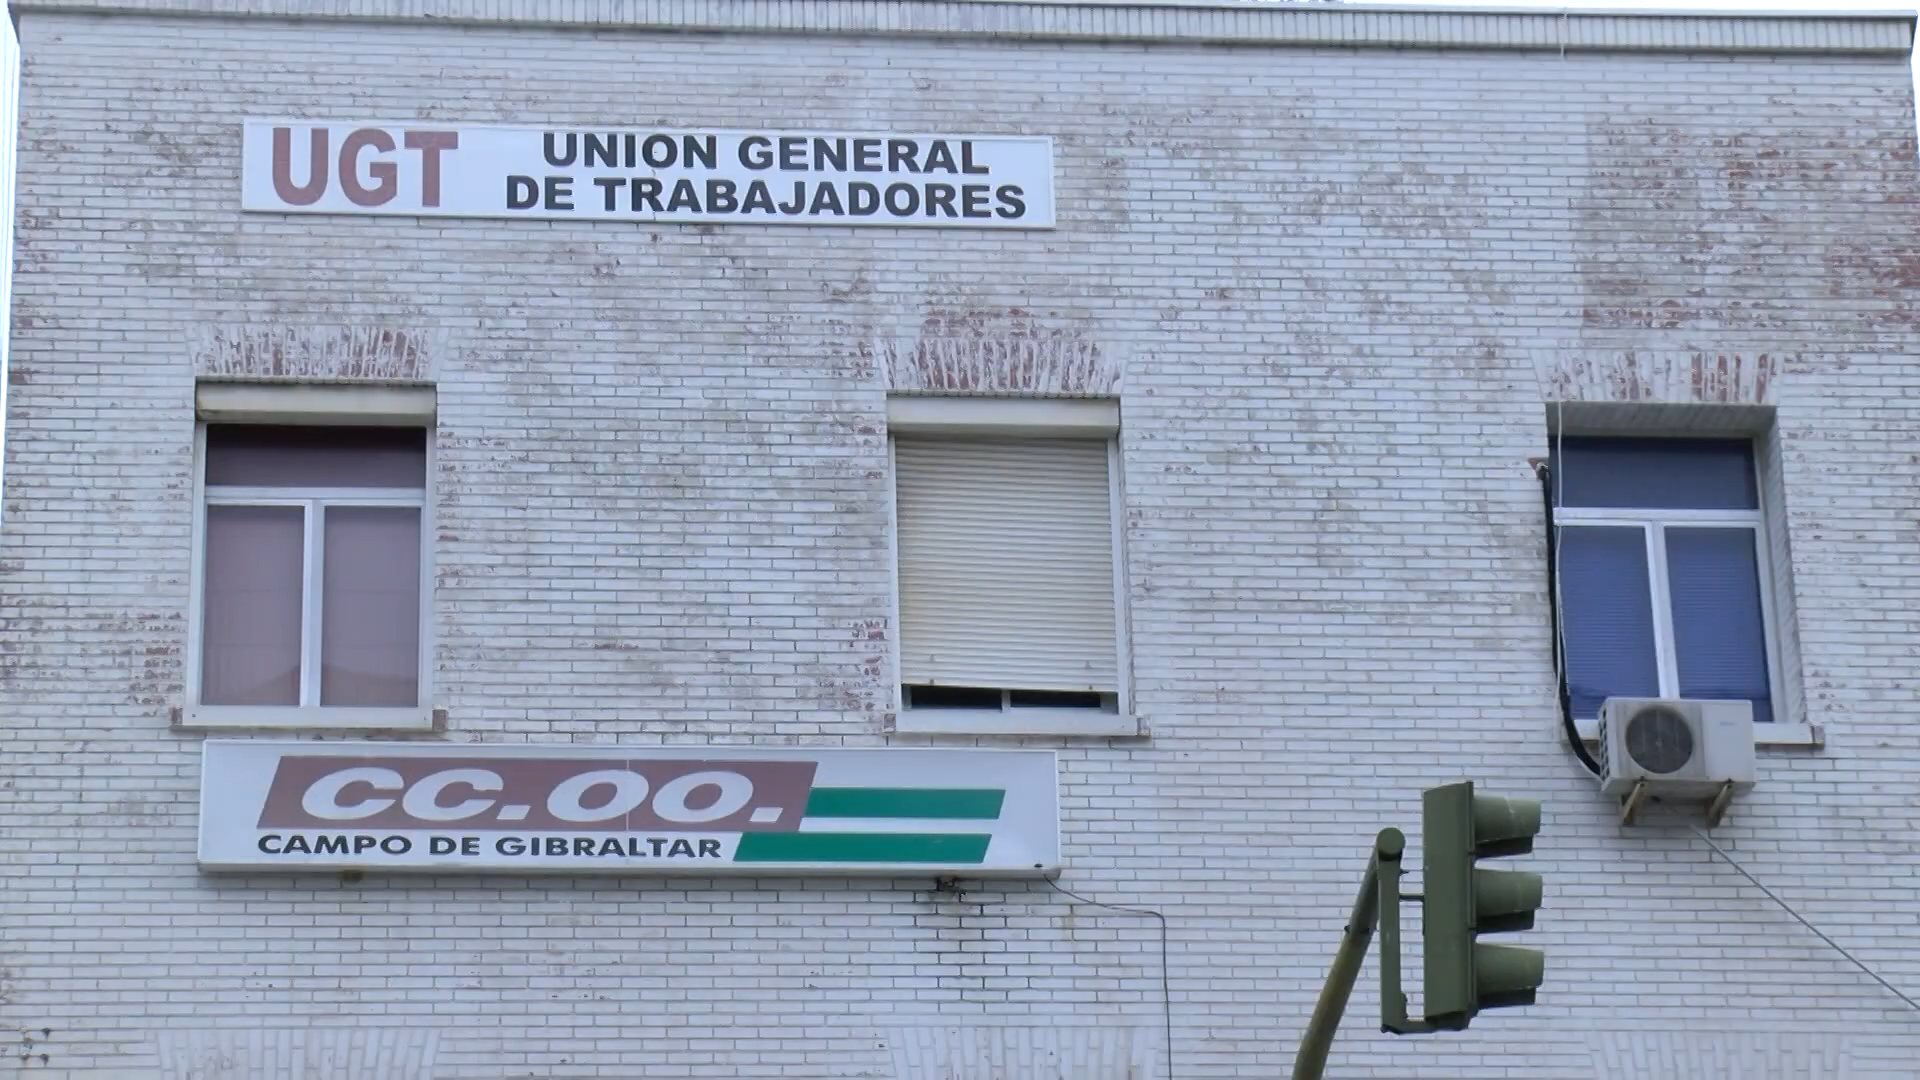 UGT
UNION GENERAL
DE TRABAJADORES
CC.OO.
CAMPO DE GIBRALTAR